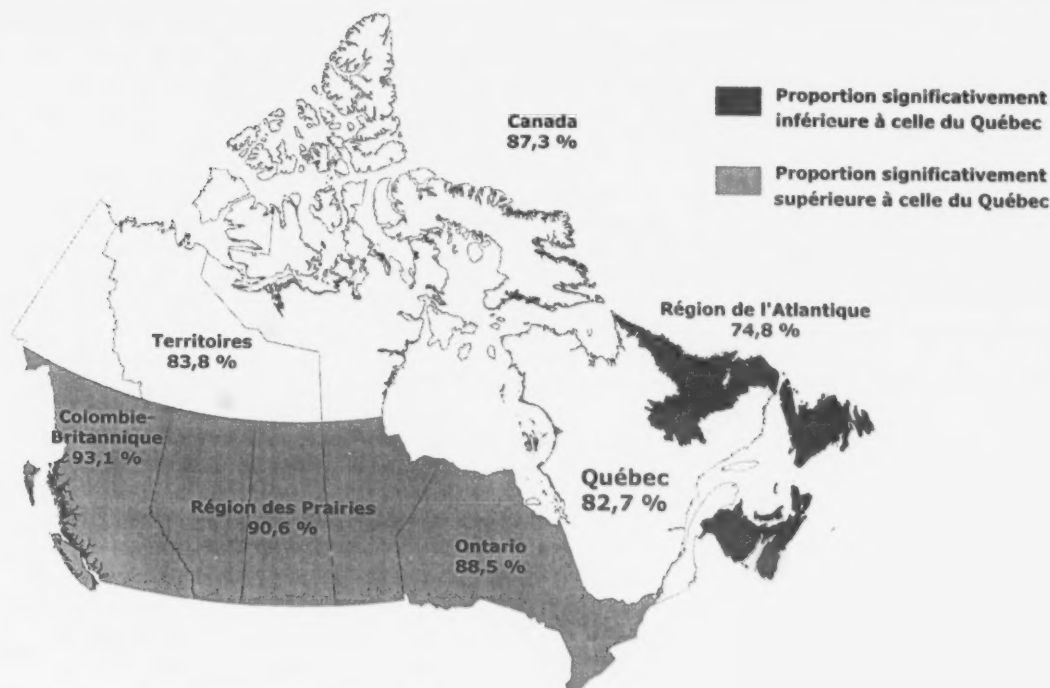 Canada
87,3 %
Proportion significativement
inférieure à celle du Québec
Proportion significativement
supérieure à celle du Québec
Région de l'Atlantique
74,8 %
Territoires
83,8 %
Colombie-
Britannique
93,1 %
Québec
82,7 %
Région des Prairies
90,6 %
Ontario
88,5 %